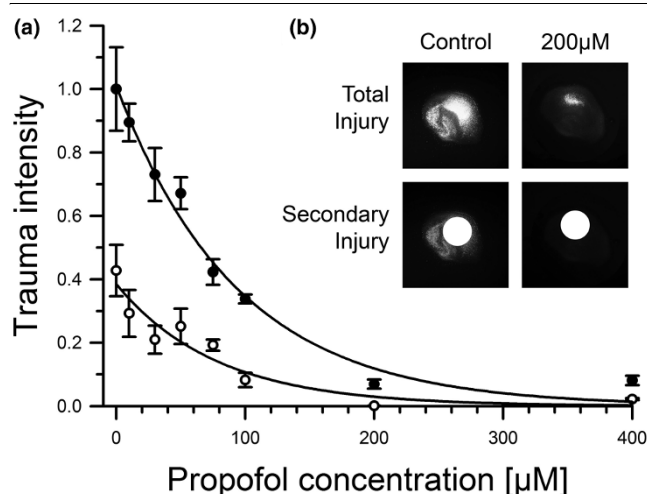 (a)
(b)
Control
200µM
Total
Injury
Secondary
Injury
Trauma intensity
1.2
1.0
0.8
0.6
0.4
0.2
0.0
0
100
200
300
400
Propofol concentration [µM]